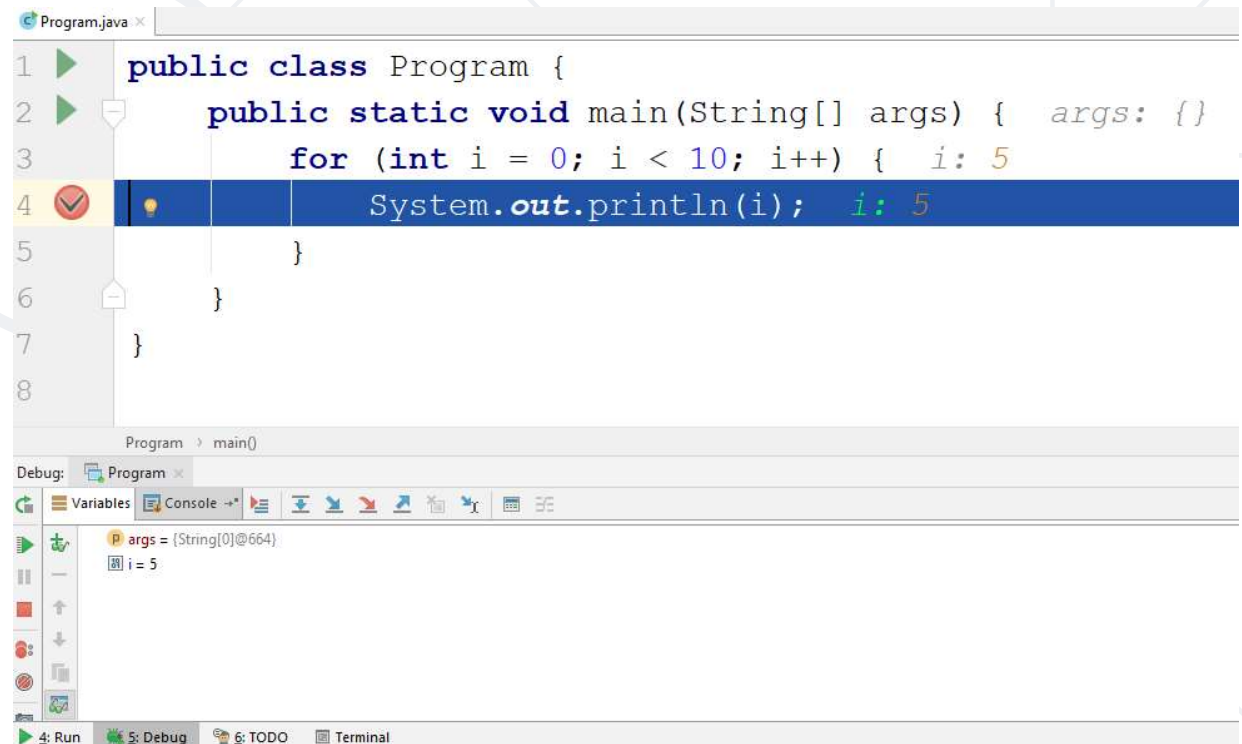 Program.java
1 public class Program {
2 public static void main(String[] args) { args: {}
3 for (int i = 0; i < 10; i++) { i: 5
4 System.out.println(i); i: 5
5 }
6 }
7 }
8
Program › main()
Debug: Program
Variables Console
args = {String[0]@664}
i = 5
4: Run 5: Debug 6: TODO Terminal